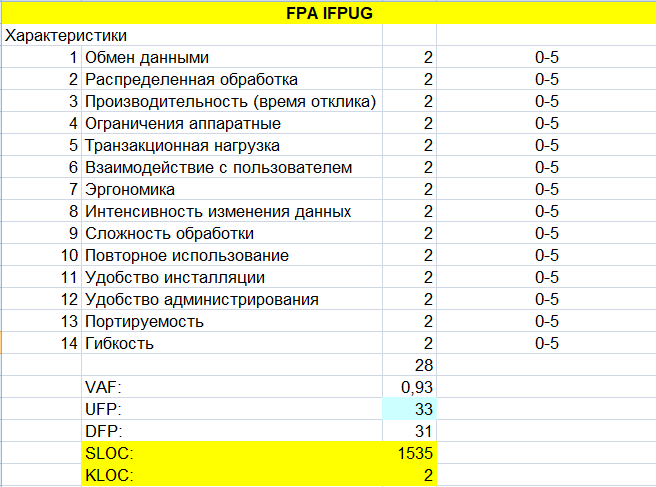 FPA IFPUG
Характеристики
1 Обмен данными 2 0-5
2 Распределенная обработка 2 0-5
3 Производительность (время отклика) 2 0-5
4 Ограничения аппаратные 2 0-5
5 Транзакционная нагрузка 2 0-5
6 Взаимодействие с пользователем 2 0-5
7 Эргономика 2 0-5
8 Интенсивность изменения данных 2 0-5
9 Сложность обработки 2 0-5
10 Повторное использование 2 0-5
11 Удобство инсталляции 2 0-5
12 Удобство администрирования 2 0-5
13 Портируемость 2 0-5
14 Гибкость 2 0-5
28
VAF: 0,93
UFP: 33
DFP: 31
SLOC: 1535
KLOC: 2